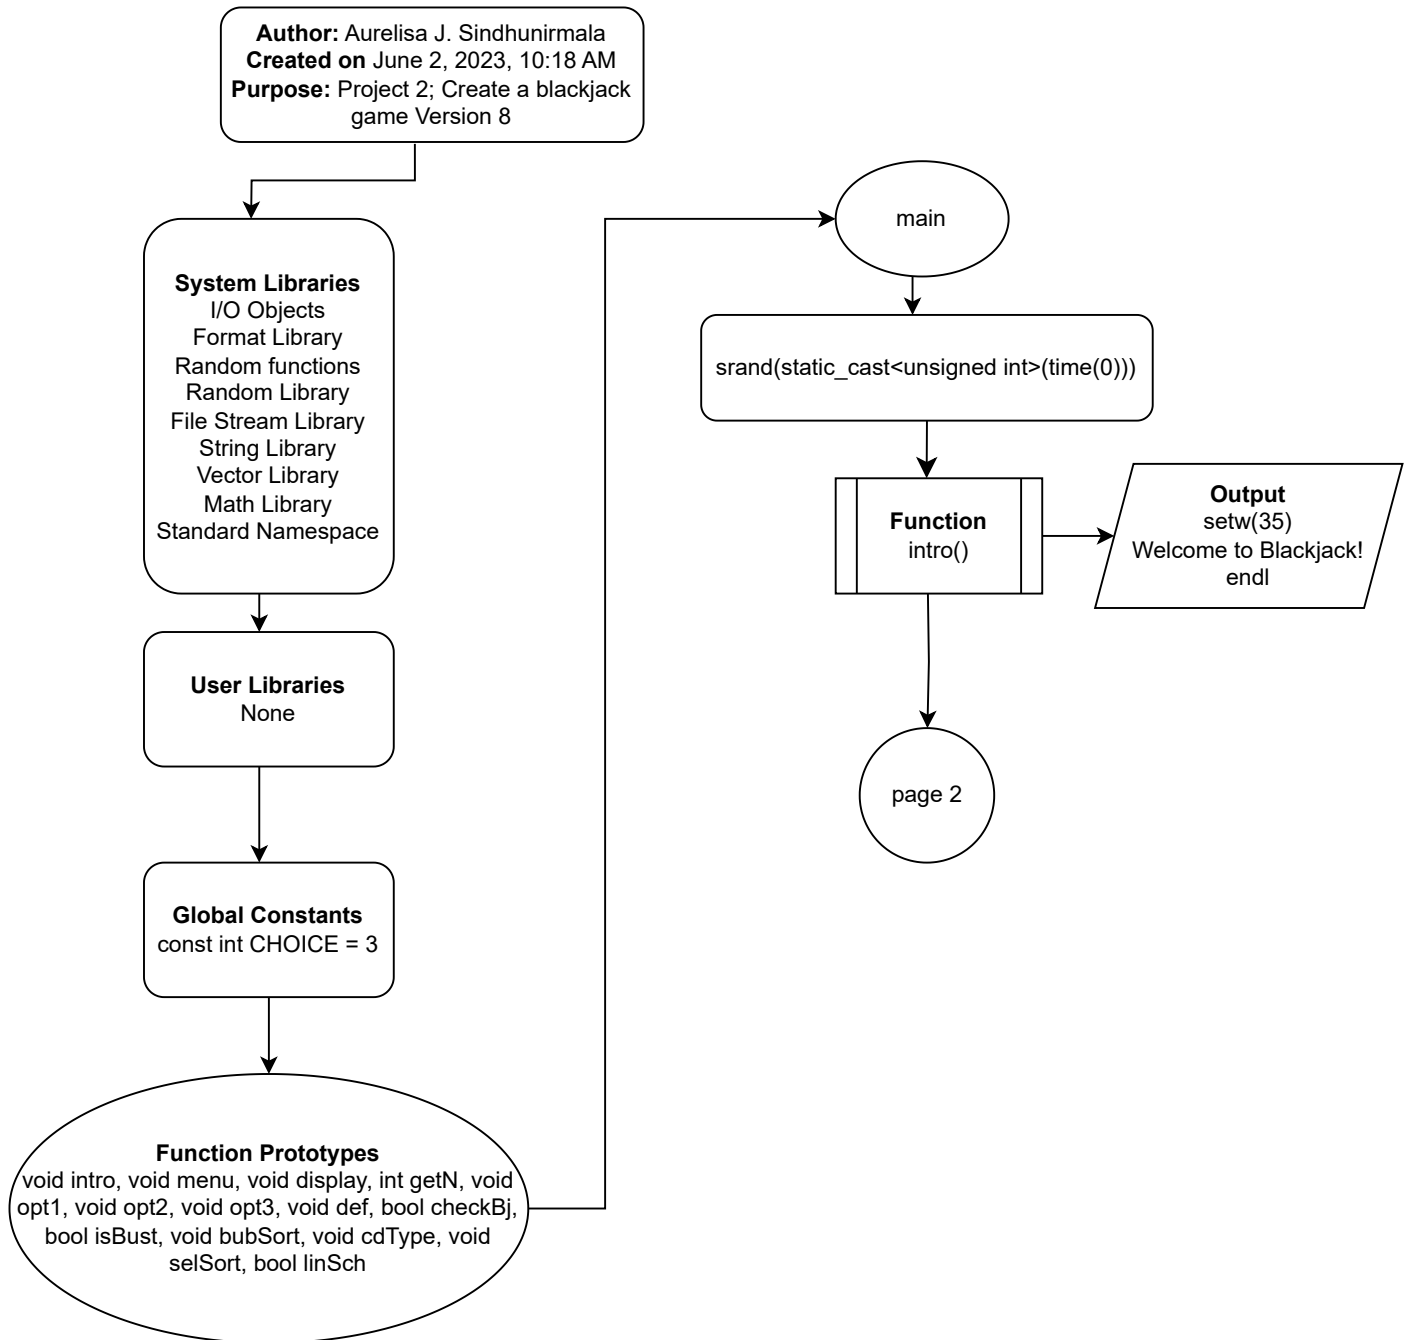 Author: Aurelisa J. Sindhunirmala
Created on June 2, 2023, 10:18 AM
Purpose: Project 2; Create a blackjack
game Version 8
System Libraries
I/O Objects
Format Library
Random functions
Random Library
File Stream Library
String Library
Vector Library
Math Library
Standard Namespace
User Libraries
None
Global Constants
const int CHOICE = 3
Function Prototypes
void intro, void menu, void display, int getN, void
opt1, void opt2, void opt3, void def, bool checkBj,
bool isBust, void bubSort, void cdType, void
selSort, bool linSch
main
srand(static_cast<unsigned int>(time(0)))
Function
intro()
Output
setw(35)
Welcome to Blackjack!
endl
page 2